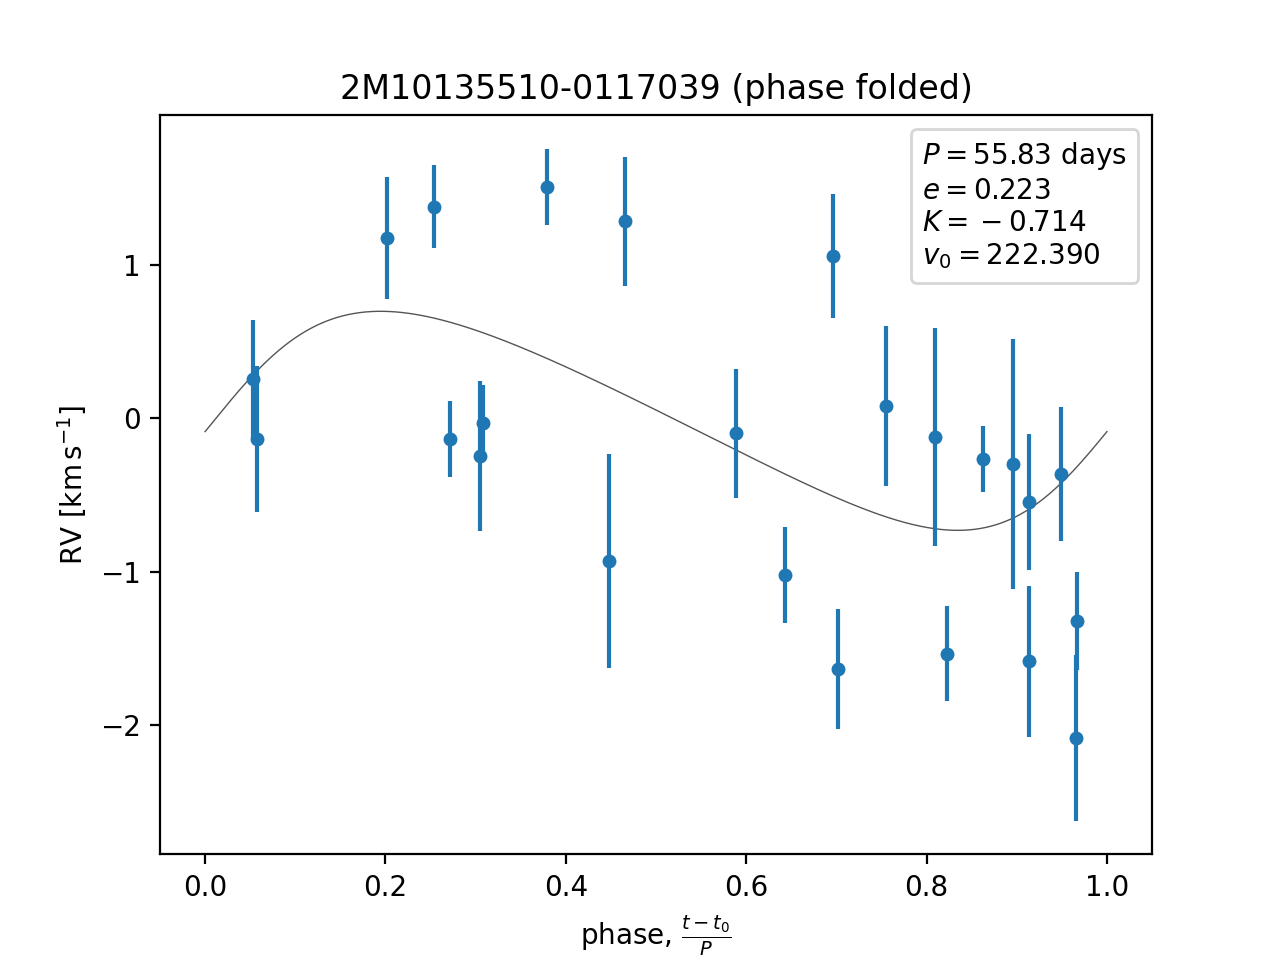 2M10135510-0117039 (phase folded)
P = 55.83 days
e = 0.223
K = −0.714
v₀ = 222.390
1
0
−1
−2
RV [km s⁻¹]
0.0 0.2 0.4 0.6 0.8 1.0
phase, (t − t₀)/P